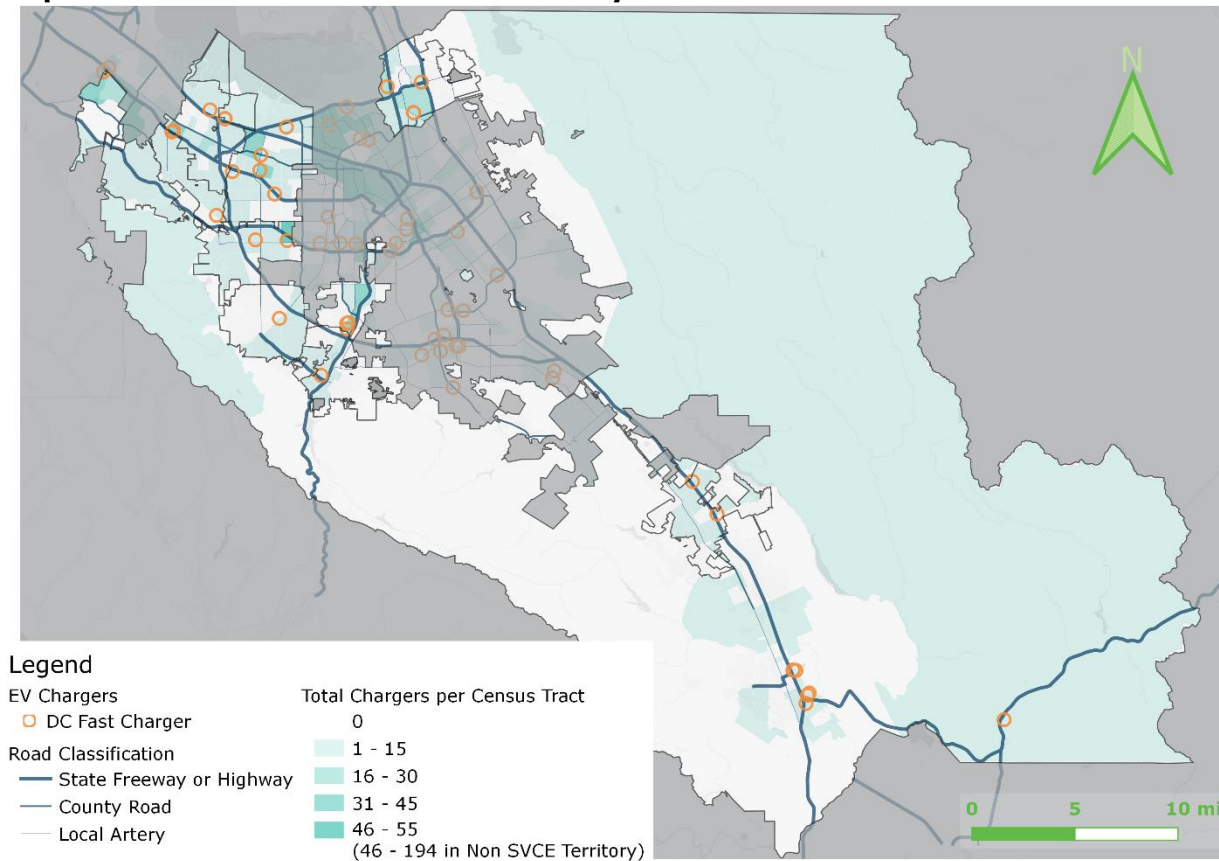 N
Legend
EV Chargers
DC Fast Charger
Road Classification
State Freeway or Highway
County Road
Local Artery
Total Chargers per Census Tract
0
1 - 15
16 - 30
31 - 45
46 - 55
(46 - 194 in Non SVCE Territory)
0 5 10 mi